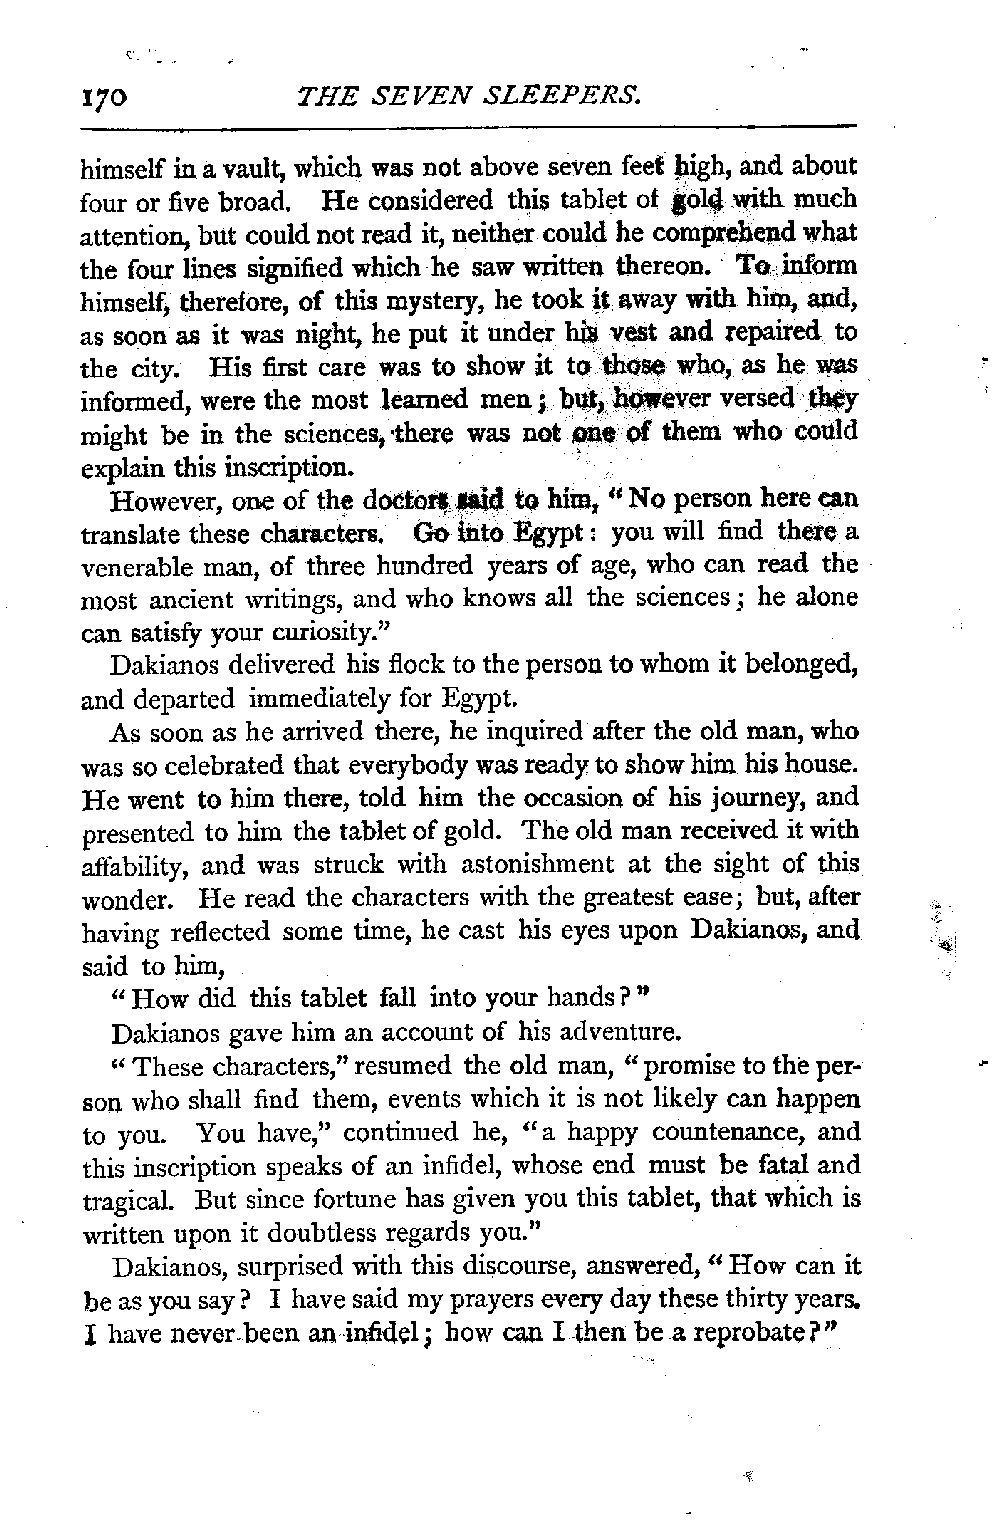 170 THE SEVEN SLEEPERS.
himself in a vault, which was not above seven feet high, and about
four or five broad. He considered this tablet of gold with much
attention, but could not read it, neither could he comprehend what
the four lines signified which he saw written thereon. To inform
himself, therefore, of this mystery, he took it away with him, and,
as soon as it was night, he put it under his vest and repaired to
the city. His first care was to show it to those who, as he was
informed, were the most learned men; but, however versed they
might be in the sciences, there was not one of them who could
explain this inscription.
However, one of the doctors said to him, “No person here can
translate these characters. Go into Egypt: you will find there a
venerable man, of three hundred years of age, who can read the
most ancient writings, and who knows all the sciences; he alone
can satisfy your curiosity.”
Dakianos delivered his flock to the person to whom it belonged,
and departed immediately for Egypt.
As soon as he arrived there, he inquired after the old man, who
was so celebrated that everybody was ready to show him his house.
He went to him there, told him the occasion of his journey, and
presented to him the tablet of gold. The old man received it with
affability, and was struck with astonishment at the sight of this
wonder. He read the characters with the greatest ease; but, after
having reflected some time, he cast his eyes upon Dakianos, and
said to him,
“How did this tablet fall into your hands?”
Dakianos gave him an account of his adventure.
“These characters,” resumed the old man, “promise to the per-
son who shall find them, events which it is not likely can happen
to you. You have,” continued he, “a happy countenance, and
this inscription speaks of an infidel, whose end must be fatal and
tragical. But since fortune has given you this tablet, that which is
written upon it doubtless regards you.”
Dakianos, surprised with this discourse, answered, “How can it
be as you say? I have said my prayers every day these thirty years.
I have never been an infidel; how can I then be a reprobate?”